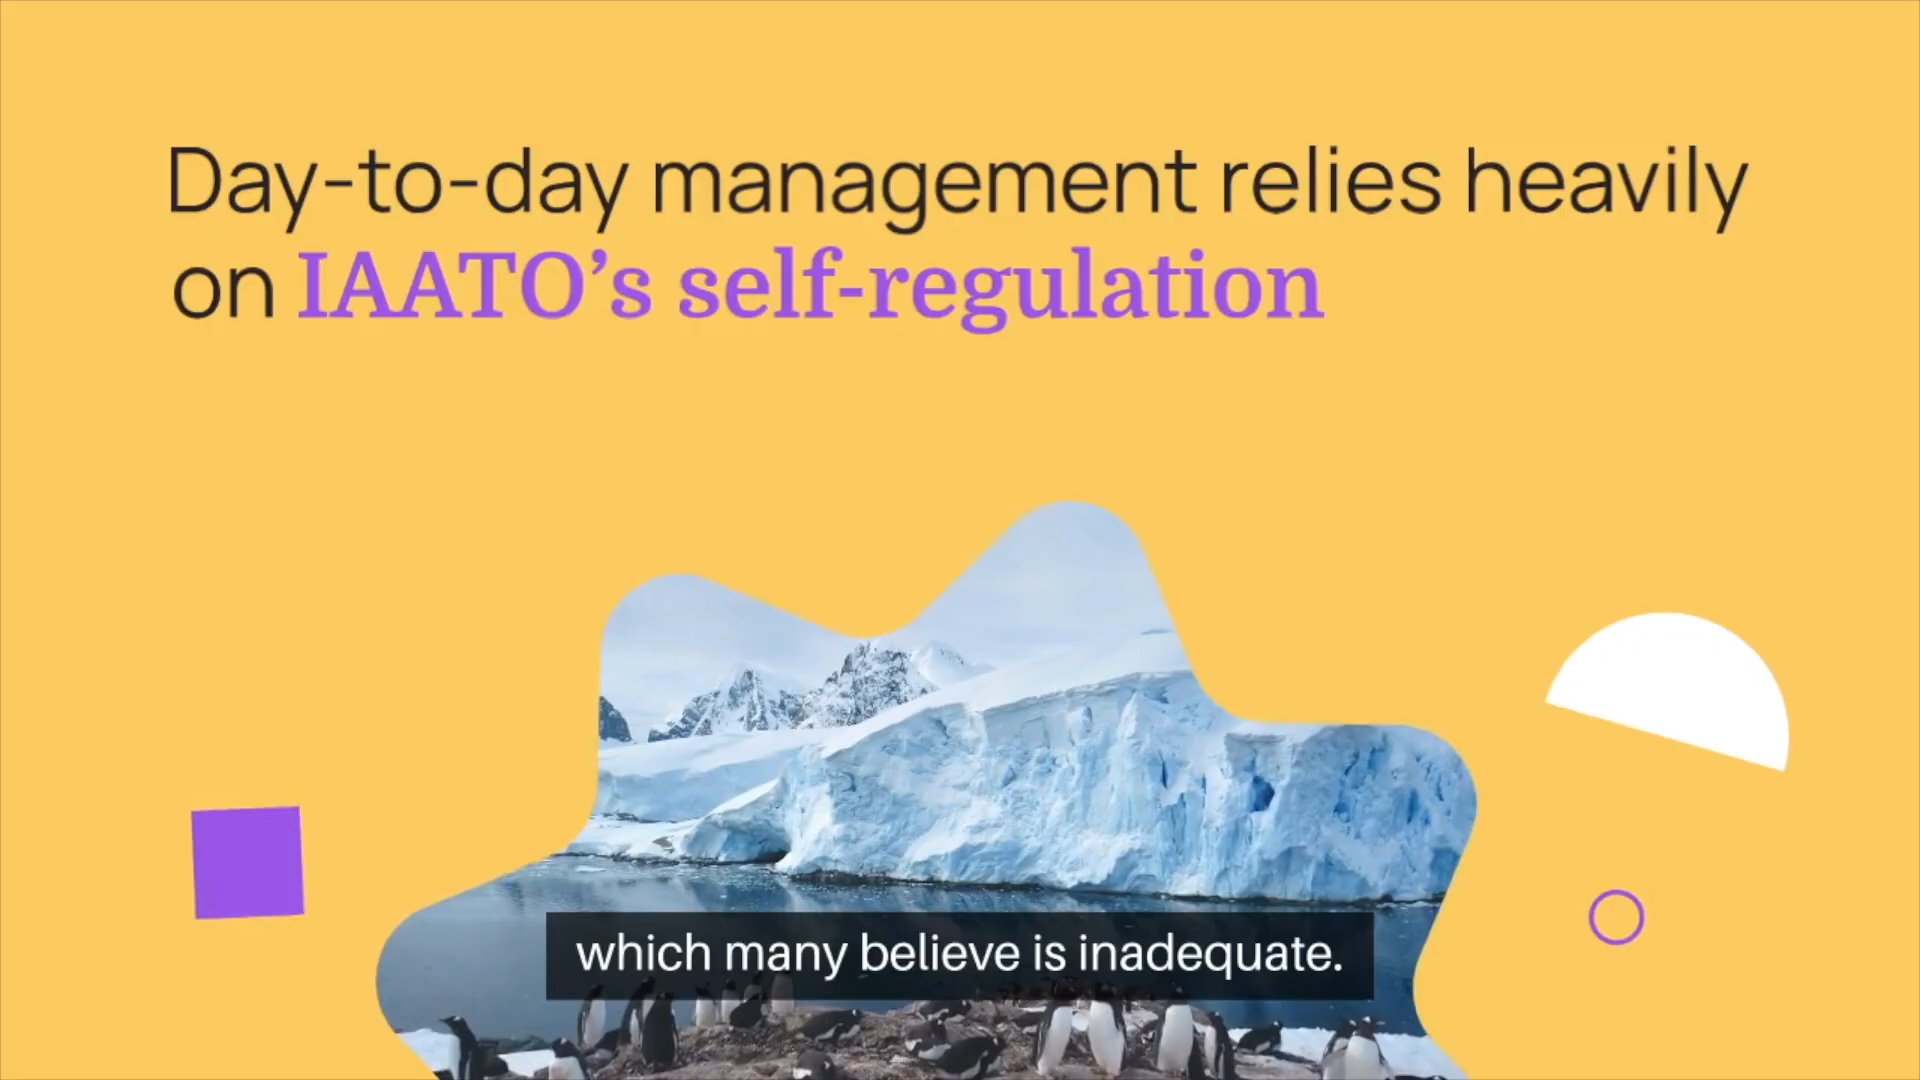 Day-to-day management relies heavily
on IAATO’s self-regulation
which many believe is inadequate.